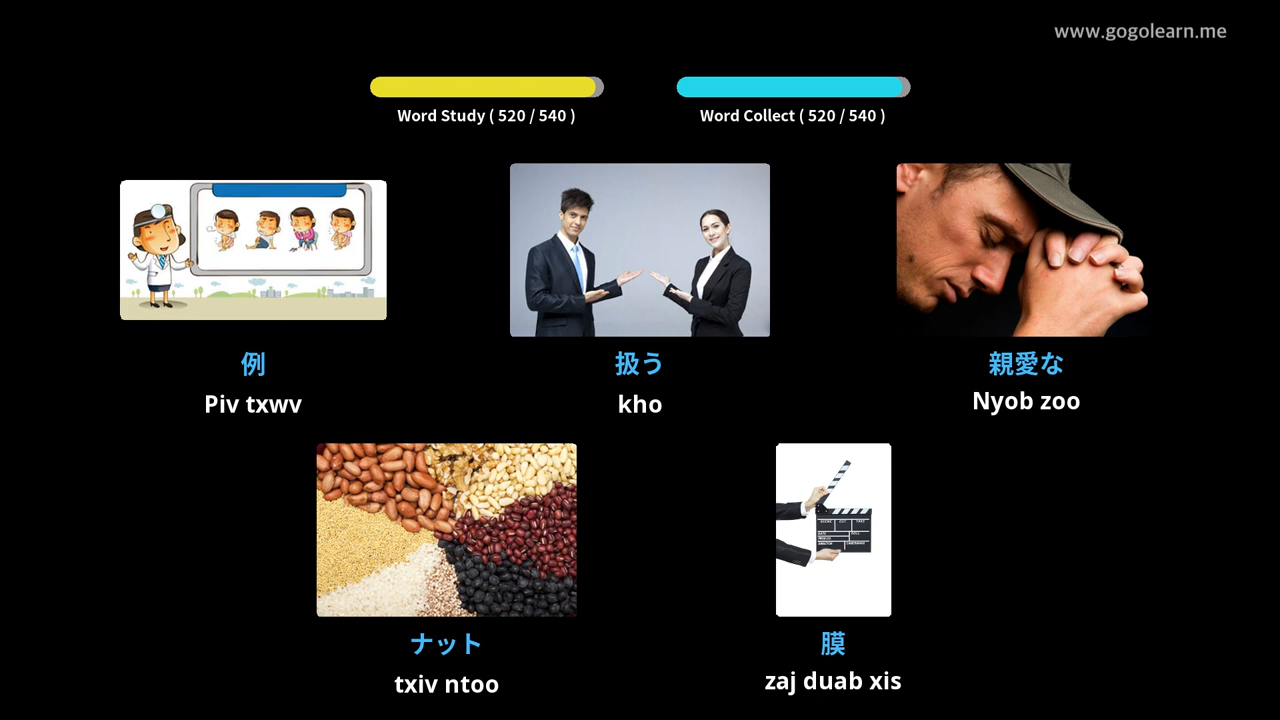 www.gogolearn.me
Word Study ( 520 / 540 )
Word Collect ( 520 / 540 )
例
Piv txwv
扱う
kho
親愛な
Nyob zoo
ナット
txiv ntoo
膜
zaj duab xis